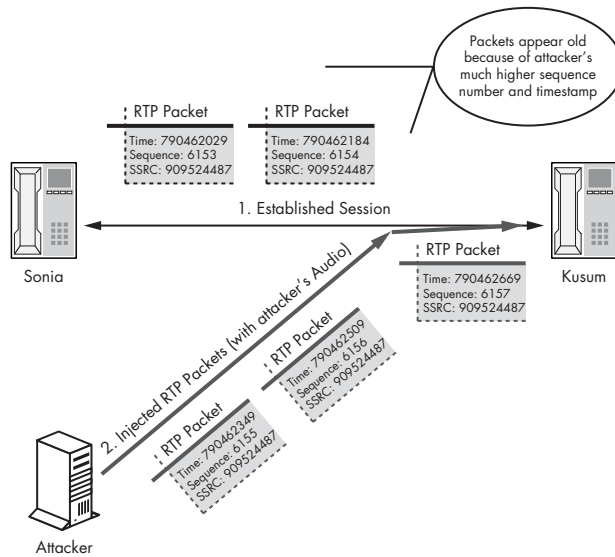 Packets appear old
because of attacker's
much higher sequence
number and timestamp
RTP Packet
Time: 790462029
Sequence: 6153
SSRC: 909524487
RTP Packet
Time: 790462184
Sequence: 6154
SSRC: 909524487
1. Established Session
Sonia
Kusum
RTP Packet
Time: 790462669
Sequence: 6157
SSRC: 909524487
2. Injected RTP Packets (with attacker's Audio)
RTP Packet
Time: 790462509
Sequence: 6156
SSRC: 909524487
RTP Packet
Time: 790462349
Sequence: 6155
SSRC: 909524487
Attacker